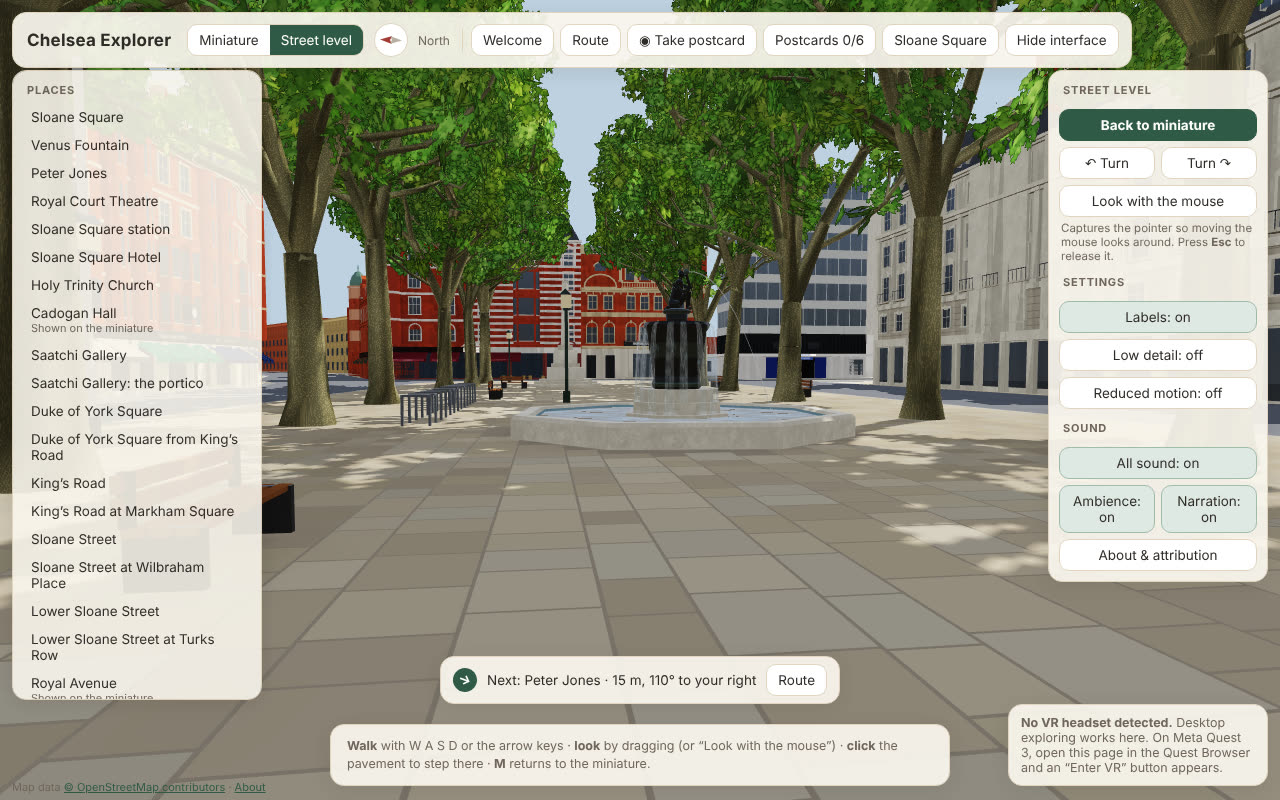 Chelsea Explorer
Miniature
Street level
North
Welcome
Route
◉ Take postcard
Postcards 0/6
Sloane Square
Hide interface
PLACES
Sloane Square
Venus Fountain
Peter Jones
Royal Court Theatre
Sloane Square station
Sloane Square Hotel
Holy Trinity Church
Cadogan Hall
Shown on the miniature
Saatchi Gallery
Saatchi Gallery: the portico
Duke of York Square
Duke of York Square from King’s
Road
King’s Road
King’s Road at Markham Square
Sloane Street
Sloane Street at Wilbraham
Place
Lower Sloane Street
Lower Sloane Street at Turks
Row
Royal Avenue
Shown on the miniature
STREET LEVEL
Back to miniature
↶ Turn
Turn ↷
Look with the mouse
Captures the pointer so moving the
mouse looks around. Press Esc to
release it.
SETTINGS
Labels: on
Low detail: off
Reduced motion: off
SOUND
All sound: on
Ambience:
on
Narration:
on
About & attribution
Next: Peter Jones · 15 m, 110° to your right
Route
Walk with W A S D or the arrow keys · look by dragging (or “Look with the mouse”) · click the
pavement to step there · M returns to the miniature.
No VR headset detected. Desktop
exploring works here. On Meta Quest
3, open this page in the Quest Browser
and an “Enter VR” button appears.
Map data © OpenStreetMap contributors · About